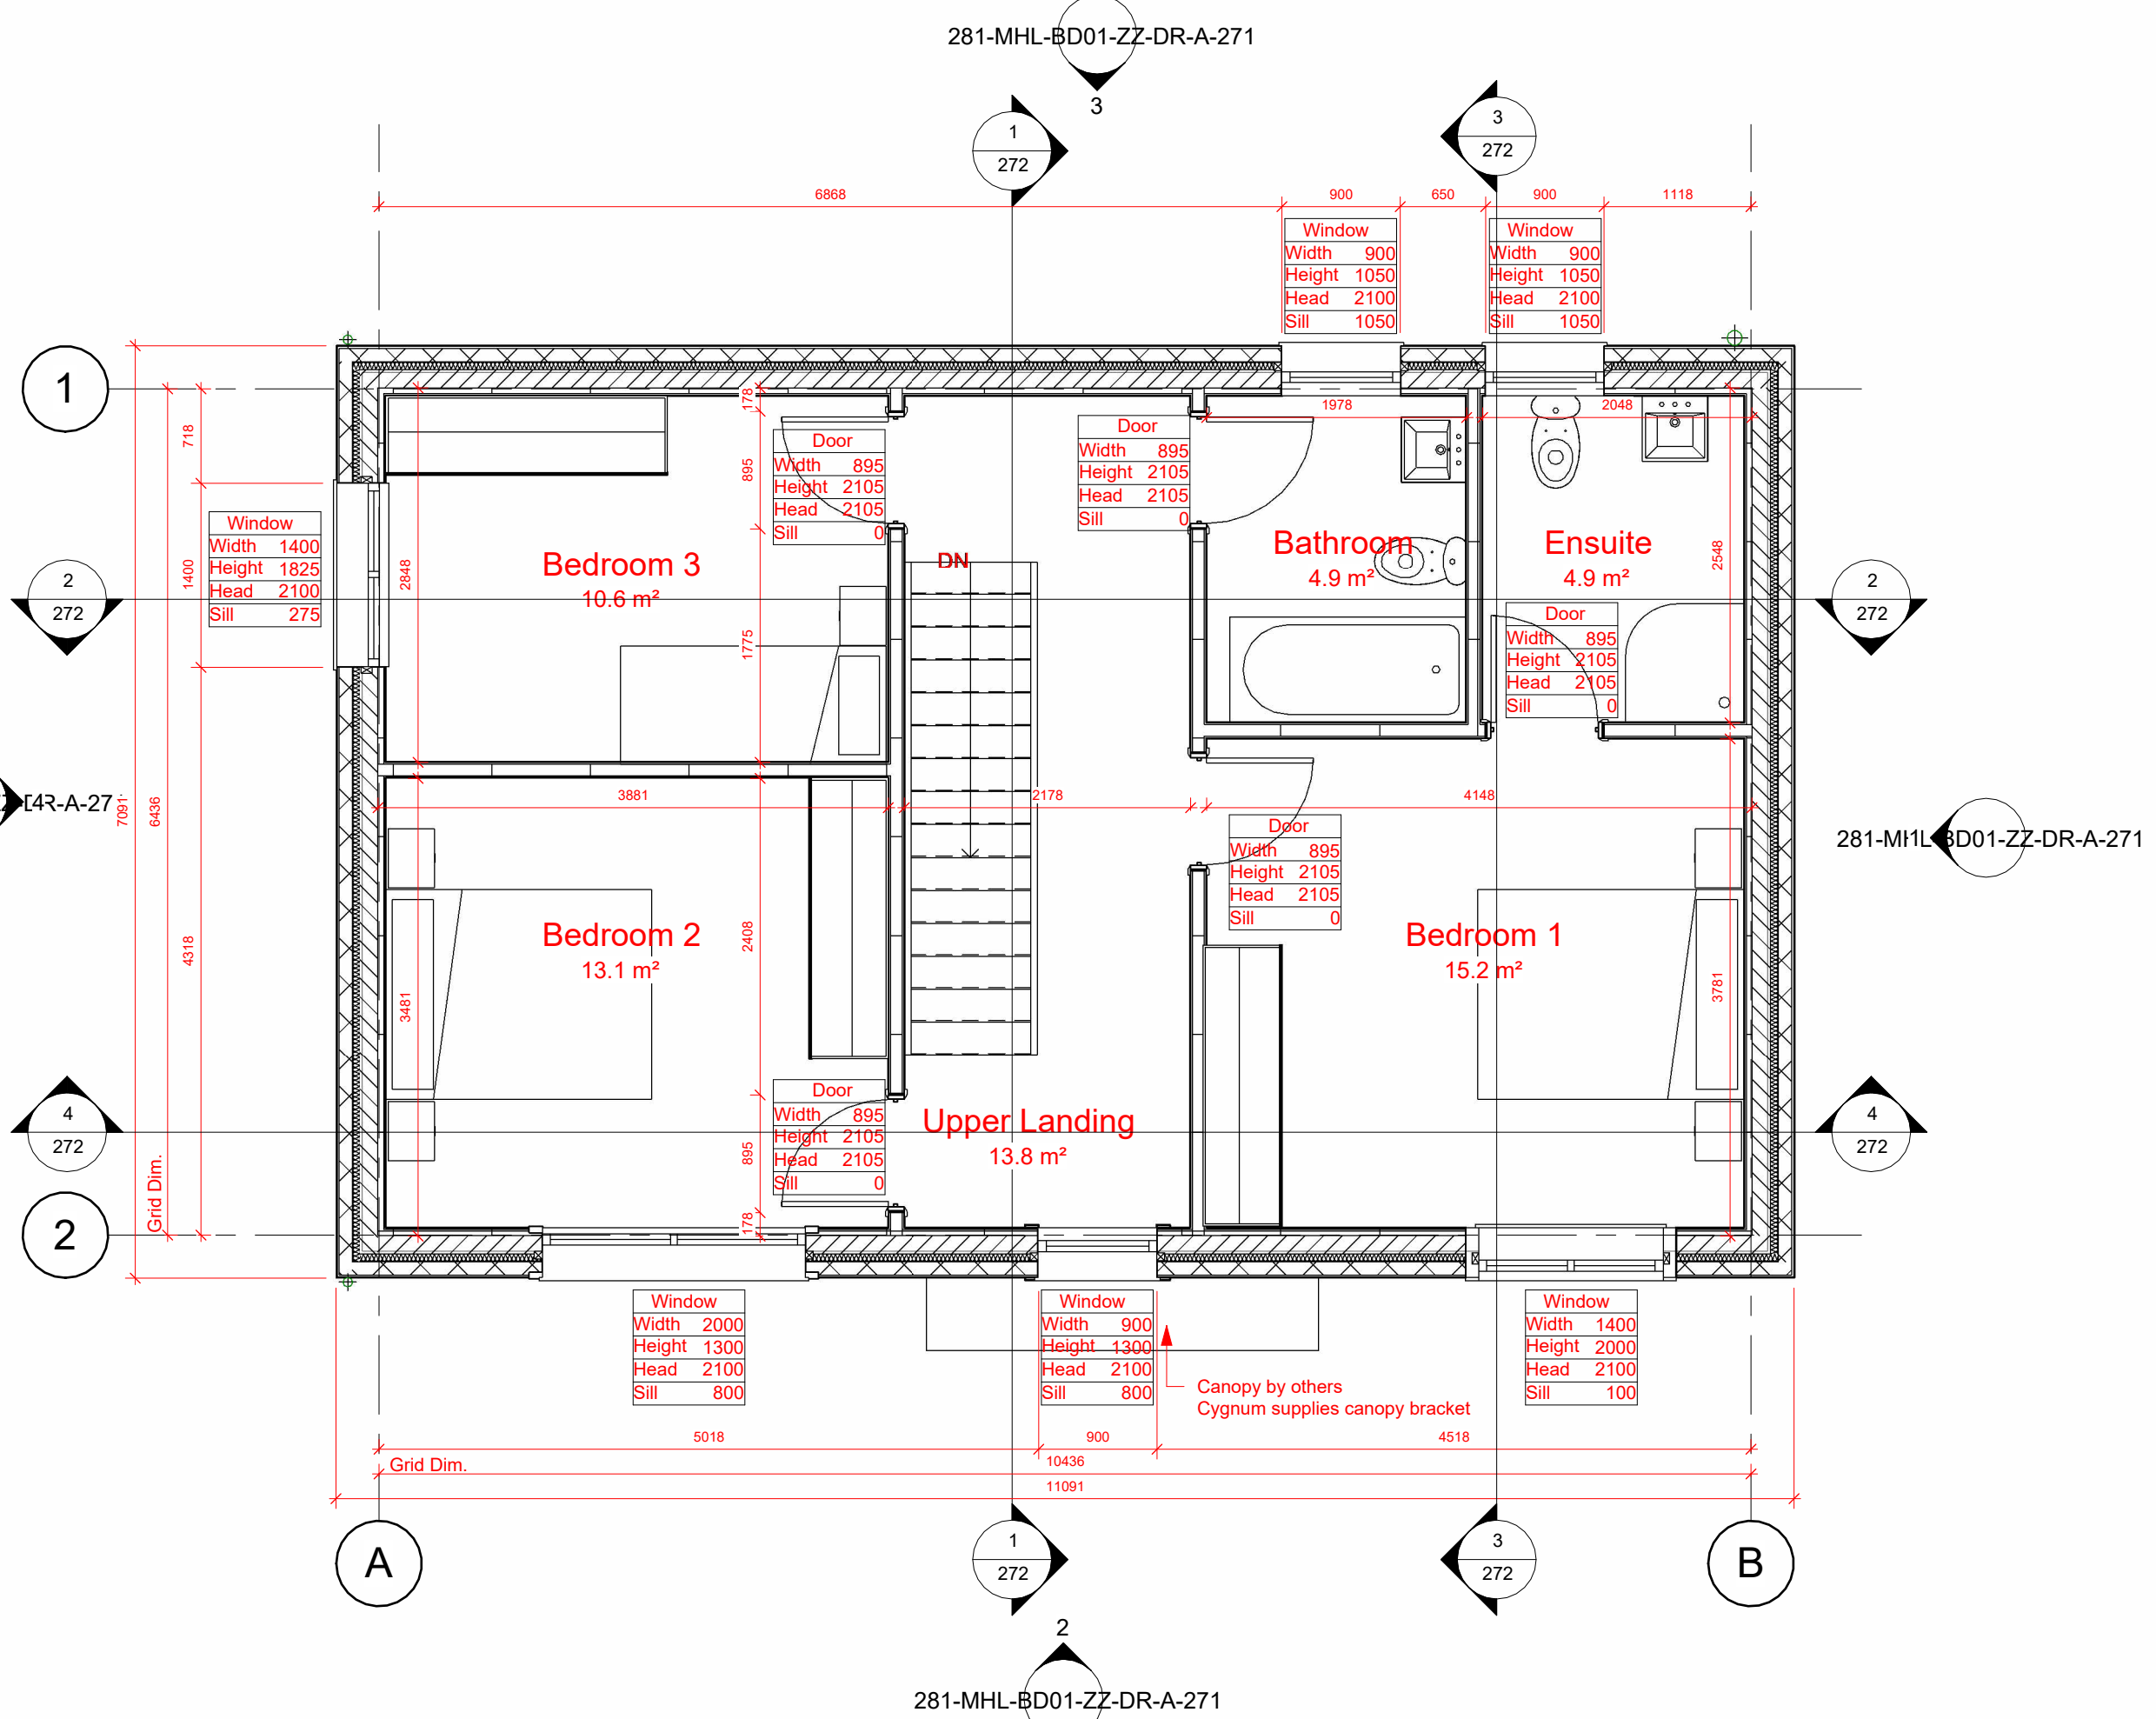 281-MHL-BD01-ZZ-DR-A-271
3
1
272
3
272
6868
900
650
900
1118
Window
Width 900
Height 1050
Head 2100
Sill 1050
Window
Width 900
Height 1050
Head 2100
Sill 1050
1
718
178
1978
2048
Door
Width 895
Height 2105
Head 2105
Sill 0
Door
Width 895
Height 2105
Head 2105
Sill 0
895
Window
Width 1400
Height 1825
Head 2100
Sill 275
1400
2848
Bedroom 3
10.6 m²
DN
Bathroom
4.9 m²
Ensuite
4.9 m²
2548
2
272
2
272
Door
Width 895
Height 2105
Head 2105
Sill 0
1775
3881
2178
4148
4
R-A-27
7091
6436
Door
Width 895
Height 2105
Head 2105
Sill 0
1
281-MHL-BD01-ZZ-DR-A-271
4318
Bedroom 2
13.1 m²
2408
3481
Bedroom 1
15.2 m²
3781
4
272
4
272
Door
Width 895
Height 2105
Head 2105
Sill 0
895
Upper Landing
13.8 m²
Grid Dim.
2
178
Window
Width 2000
Height 1300
Head 2100
Sill 800
Window
Width 900
Height 1300
Head 2100
Sill 800
Window
Width 1400
Height 2000
Head 2100
Sill 100
Canopy by others
Cygnum supplies canopy bracket
5018
900
4518
Grid Dim.
10436
11091
A
1
272
3
272
B
2
281-MHL-BD01-ZZ-DR-A-271